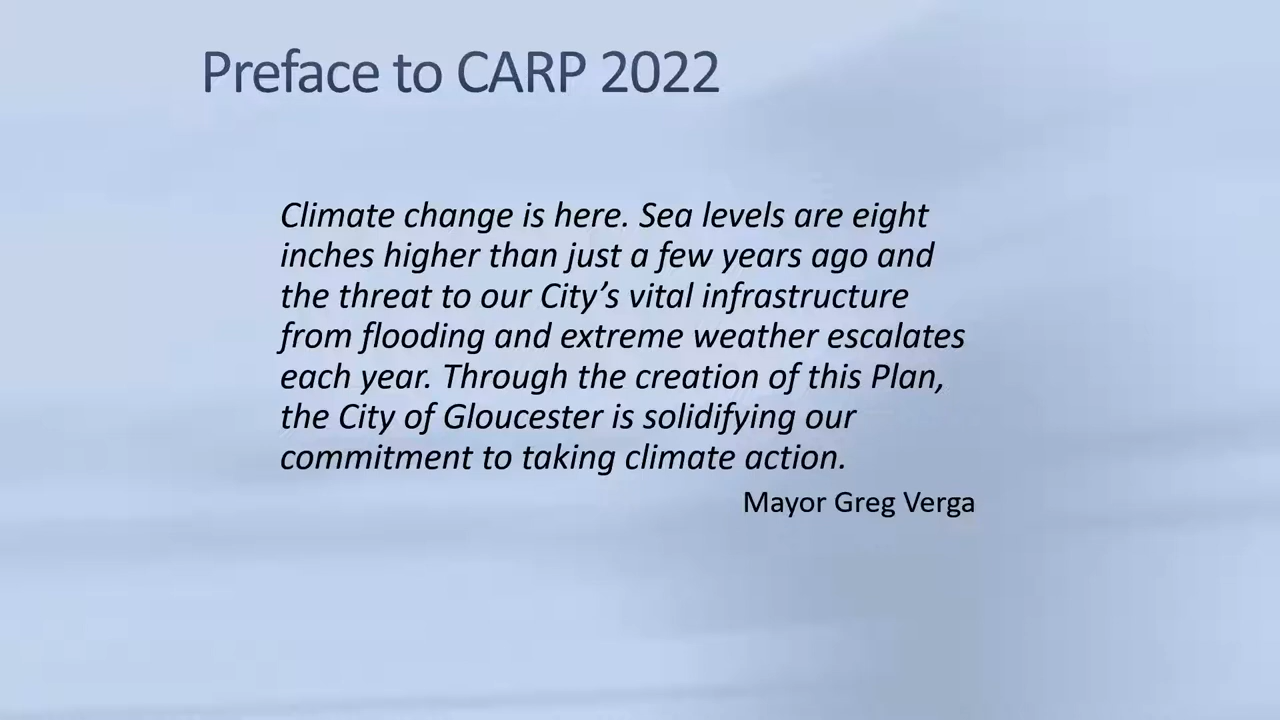 Preface to CARP 2022
Climate change is here. Sea levels are eight
inches higher than just a few years ago and
the threat to our City’s vital infrastructure
from flooding and extreme weather escalates
each year. Through the creation of this Plan,
the City of Gloucester is solidifying our
commitment to taking climate action.
Mayor Greg Verga